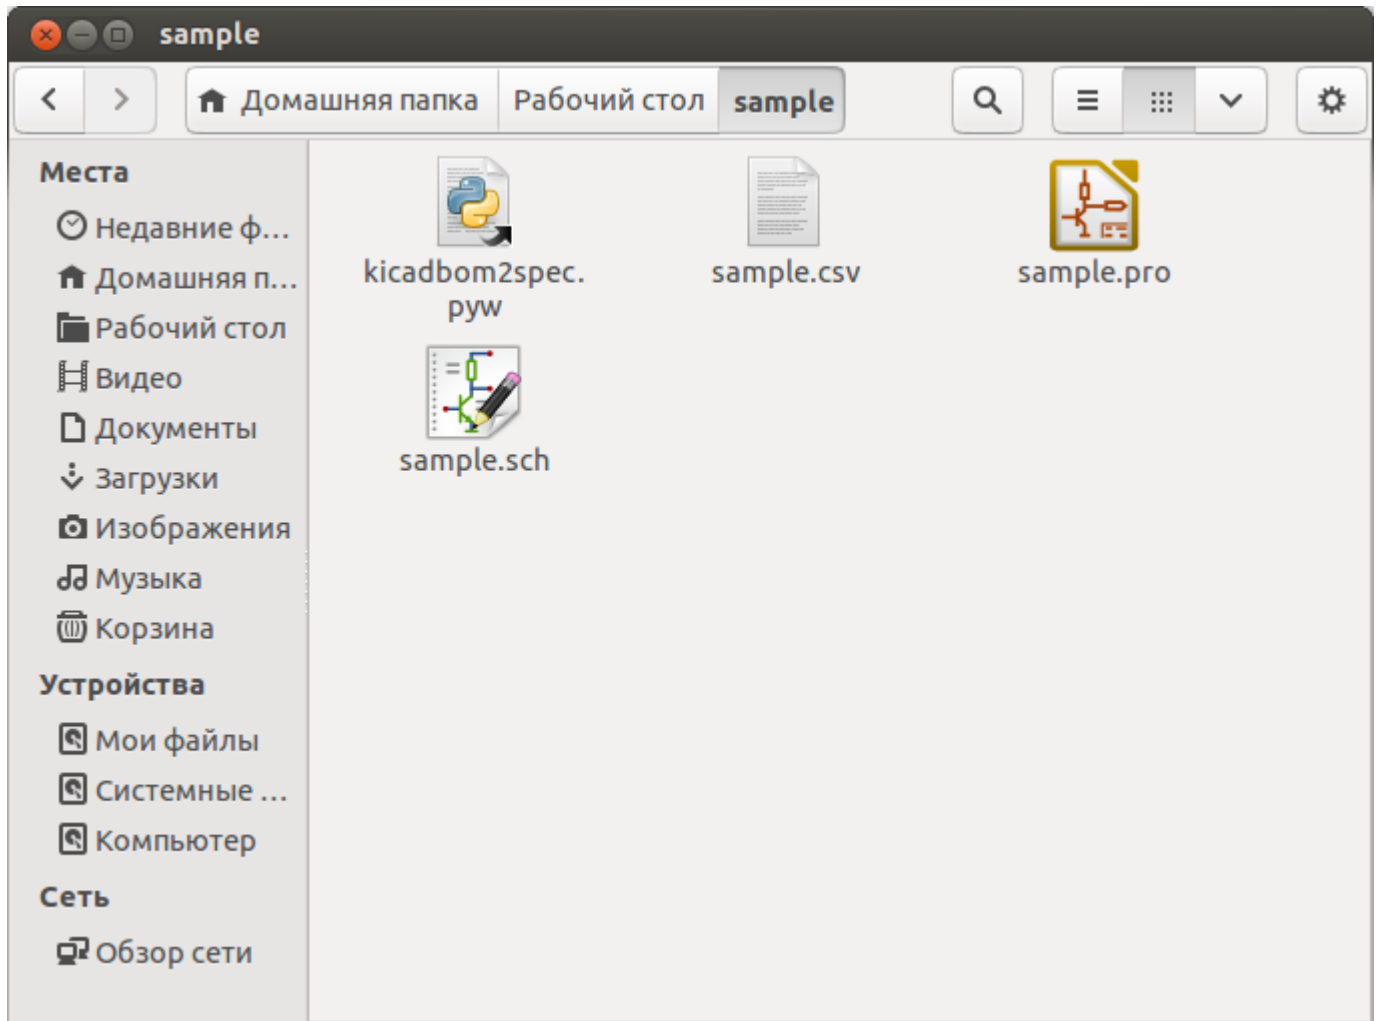 sample
Домашняя папка Рабочий стол sample
Места
Недавние ф...
Домашняя п...
Рабочий стол
Видео
Документы
Загрузки
Изображения
Музыка
Корзина
Устройства
Мои файлы
Системные ...
Компьютер
Сеть
Обзор сети
kicadbom2spec.
pyw
sample.csv
sample.pro
sample.sch